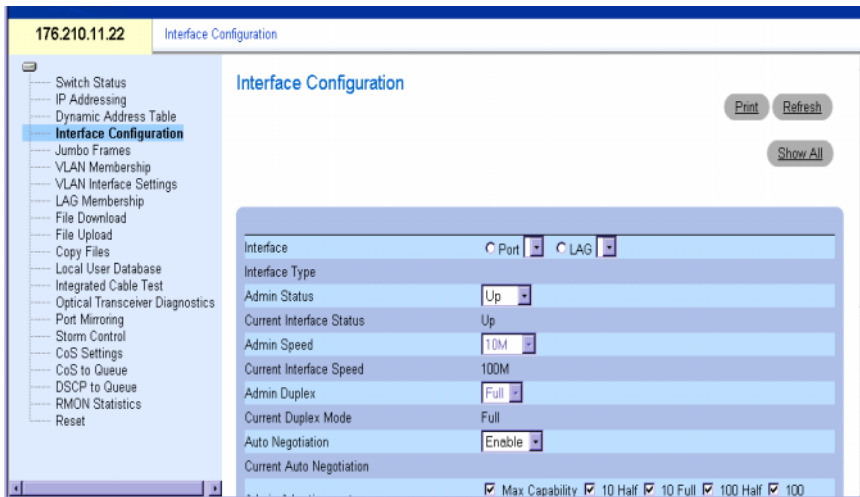 176.210.11.22
Interface Configuration
Switch Status
IP Addressing
Dynamic Address Table
Interface Configuration
Jumbo Frames
VLAN Membership
VLAN Interface Settings
LAG Membership
File Download
File Upload
Copy Files
Local User Database
Integrated Cable Test
Optical Transceiver Diagnostics
Port Mirroring
Storm Control
CoS Settings
CoS to Queue
DSCP to Queue
RMON Statistics
Reset
Interface Configuration
Print Refresh
Show All
Interface Port LAG
Interface Type
Admin Status Up
Current Interface Status Up
Admin Speed 10M
Current Interface Speed 100M
Admin Duplex Full
Current Duplex Mode Full
Auto Negotiation Enable
Current Auto Negotiation
Max Capability 10 Half 10 Full 100 Half 100